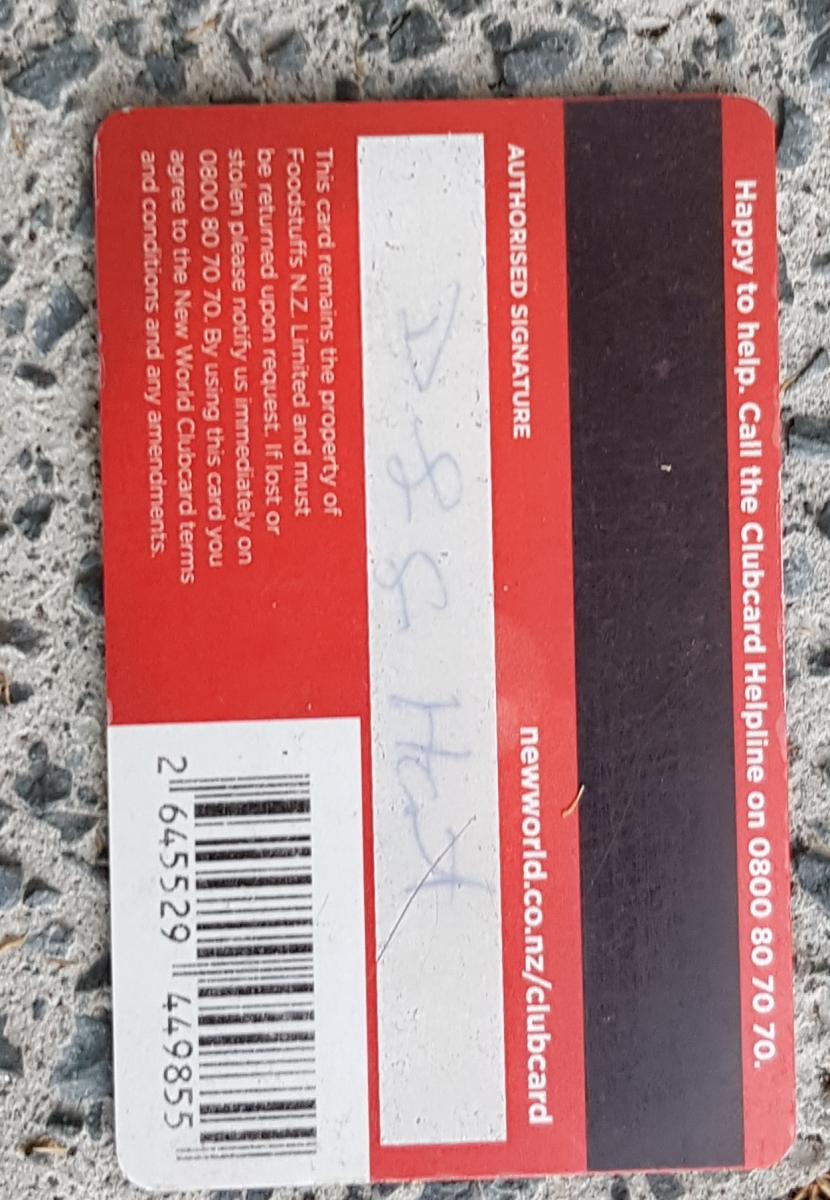 Happy to help. Call the Clubcard Helpline on 0800 80 70 70.
AUTHORISED SIGNATURE
newworld.co.nz/clubcard
This card remains the property of
Foodstuffs N.Z. Limited and must
be returned upon request. If lost or
stolen please notify us immediately on
0800 80 70 70. By using this card you
agree to the New World Clubcard terms
and conditions and any amendments.
2 645529 449855